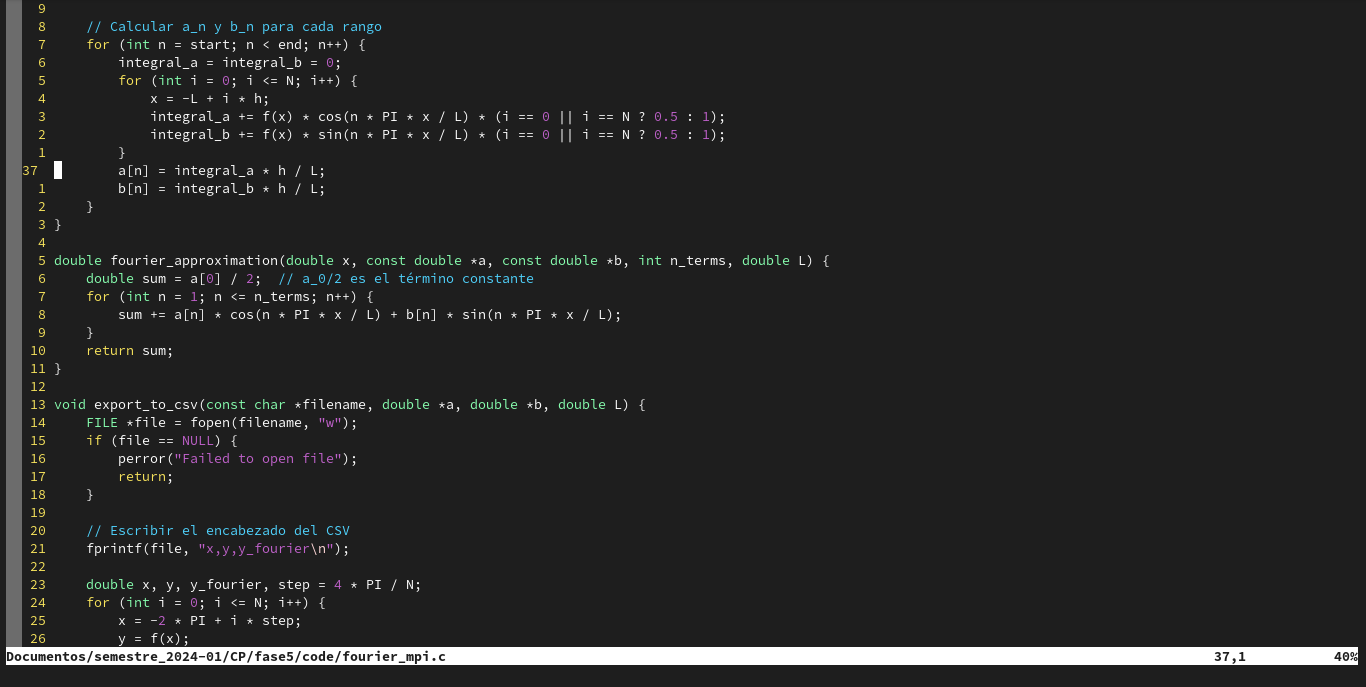 9
8     // Calcular a_n y b_n para cada rango
7     for (int n = start; n < end; n++) {
6         integral_a = integral_b = 0;
5         for (int i = 0; i <= N; i++) {
4             x = -L + i * h;
3             integral_a += f(x) * cos(n * PI * x / L) * (i == 0 || i == N ? 0.5 : 1);
2             integral_b += f(x) * sin(n * PI * x / L) * (i == 0 || i == N ? 0.5 : 1);
1         }
37         a[n] = integral_a * h / L;
1         b[n] = integral_b * h / L;
2     }
3 }
4
5 double fourier_approximation(double x, const double *a, const double *b, int n_terms, double L) {
6     double sum = a[0] / 2;  // a_0/2 es el término constante
7     for (int n = 1; n <= n_terms; n++) {
8         sum += a[n] * cos(n * PI * x / L) + b[n] * sin(n * PI * x / L);
9     }
10     return sum;
11 }
12
13 void export_to_csv(const char *filename, double *a, double *b, double L) {
14     FILE *file = fopen(filename, "w");
15     if (file == NULL) {
16         perror("Failed to open file");
17         return;
18     }
19
20     // Escribir el encabezado del CSV
21     fprintf(file, "x,y,y_fourier\n");
22
23     double x, y, y_fourier, step = 4 * PI / N;
24     for (int i = 0; i <= N; i++) {
25         x = -2 * PI + i * step;
26         y = f(x);
Documentos/semestre_2024-01/CP/fase5/code/fourier_mpi.c 37,1 40%